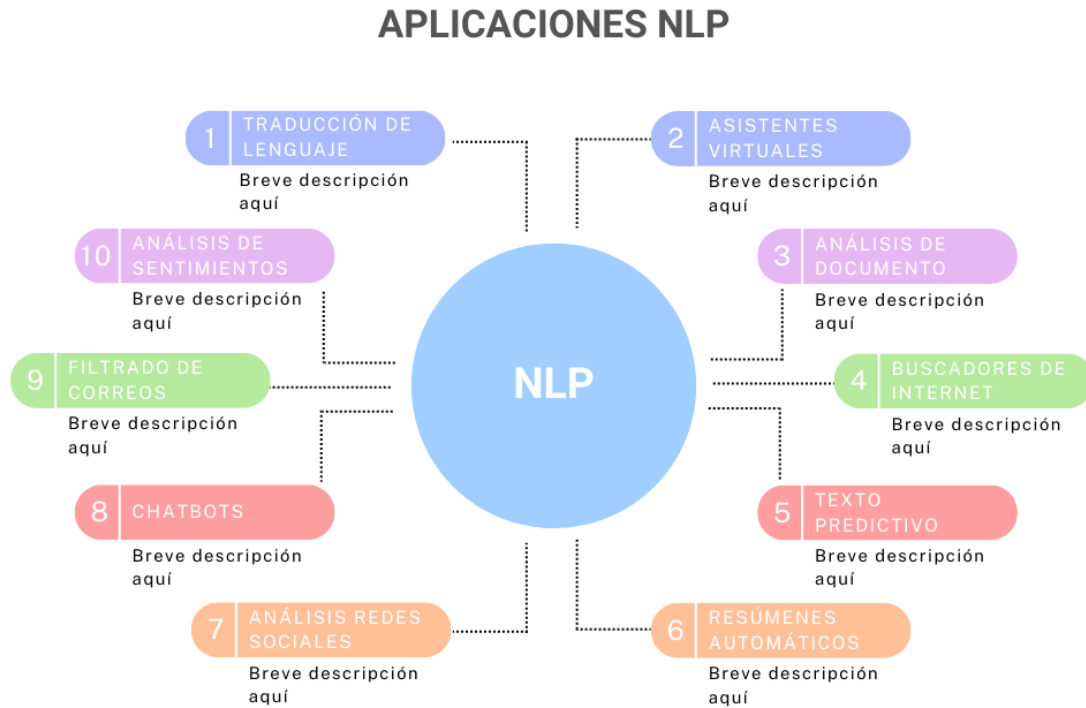 APLICACIONES NLP
1
TRADUCCIÓN DE
LENGUAJE
Breve descripción
aquí
2
ASISTENTES
VIRTUALES
Breve descripción
aquí
10
ANÁLISIS DE
SENTIMIENTOS
Breve descripción
aquí
3
ANÁLISIS DE
DOCUMENTO
Breve descripción
aquí
NLP
9
FILTRADO DE
CORREOS
Breve descripción
aquí
4
BUSCADORES DE
INTERNET
Breve descripción
aquí
8
CHATBOTS
Breve descripción
aquí
5
TEXTO
PREDICTIVO
Breve descripción
aquí
7
ANÁLISIS REDES
SOCIALES
Breve descripción
aquí
6
RESÚMENES
AUTOMÁTICOS
Breve descripción
aquí